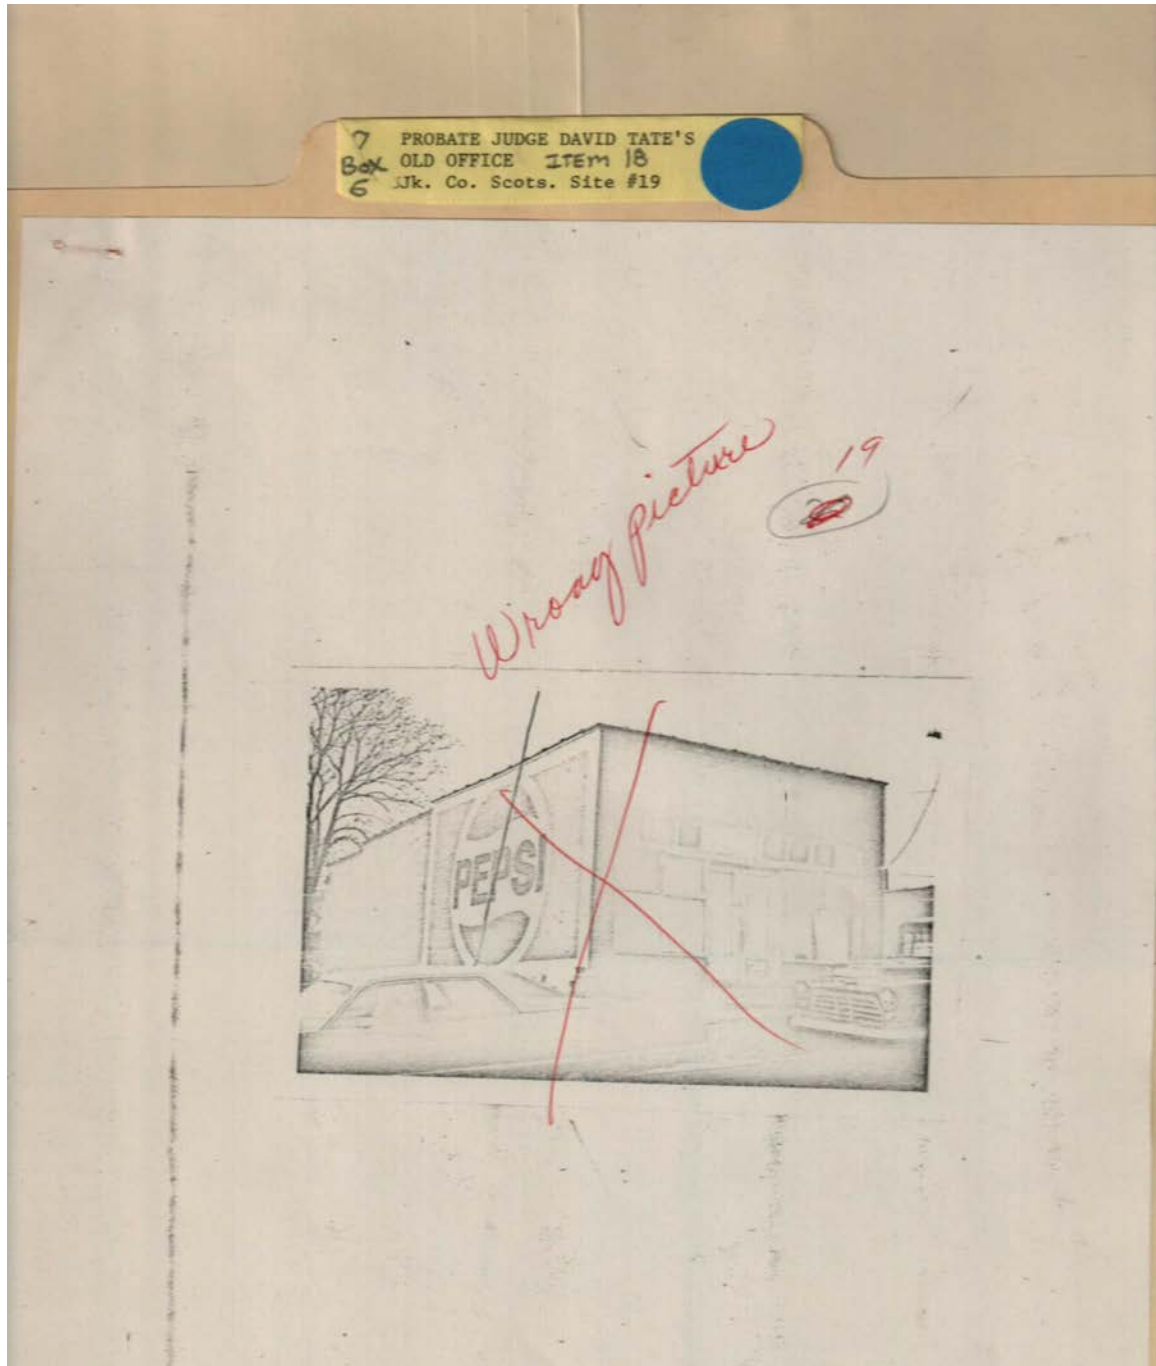 7 PROBATE JUDGE DAVID TATE'S
Box OLD OFFICE ITEM 18
6 Jk. Co. Scots. Site #19
Wrong picture
19
PEPSI